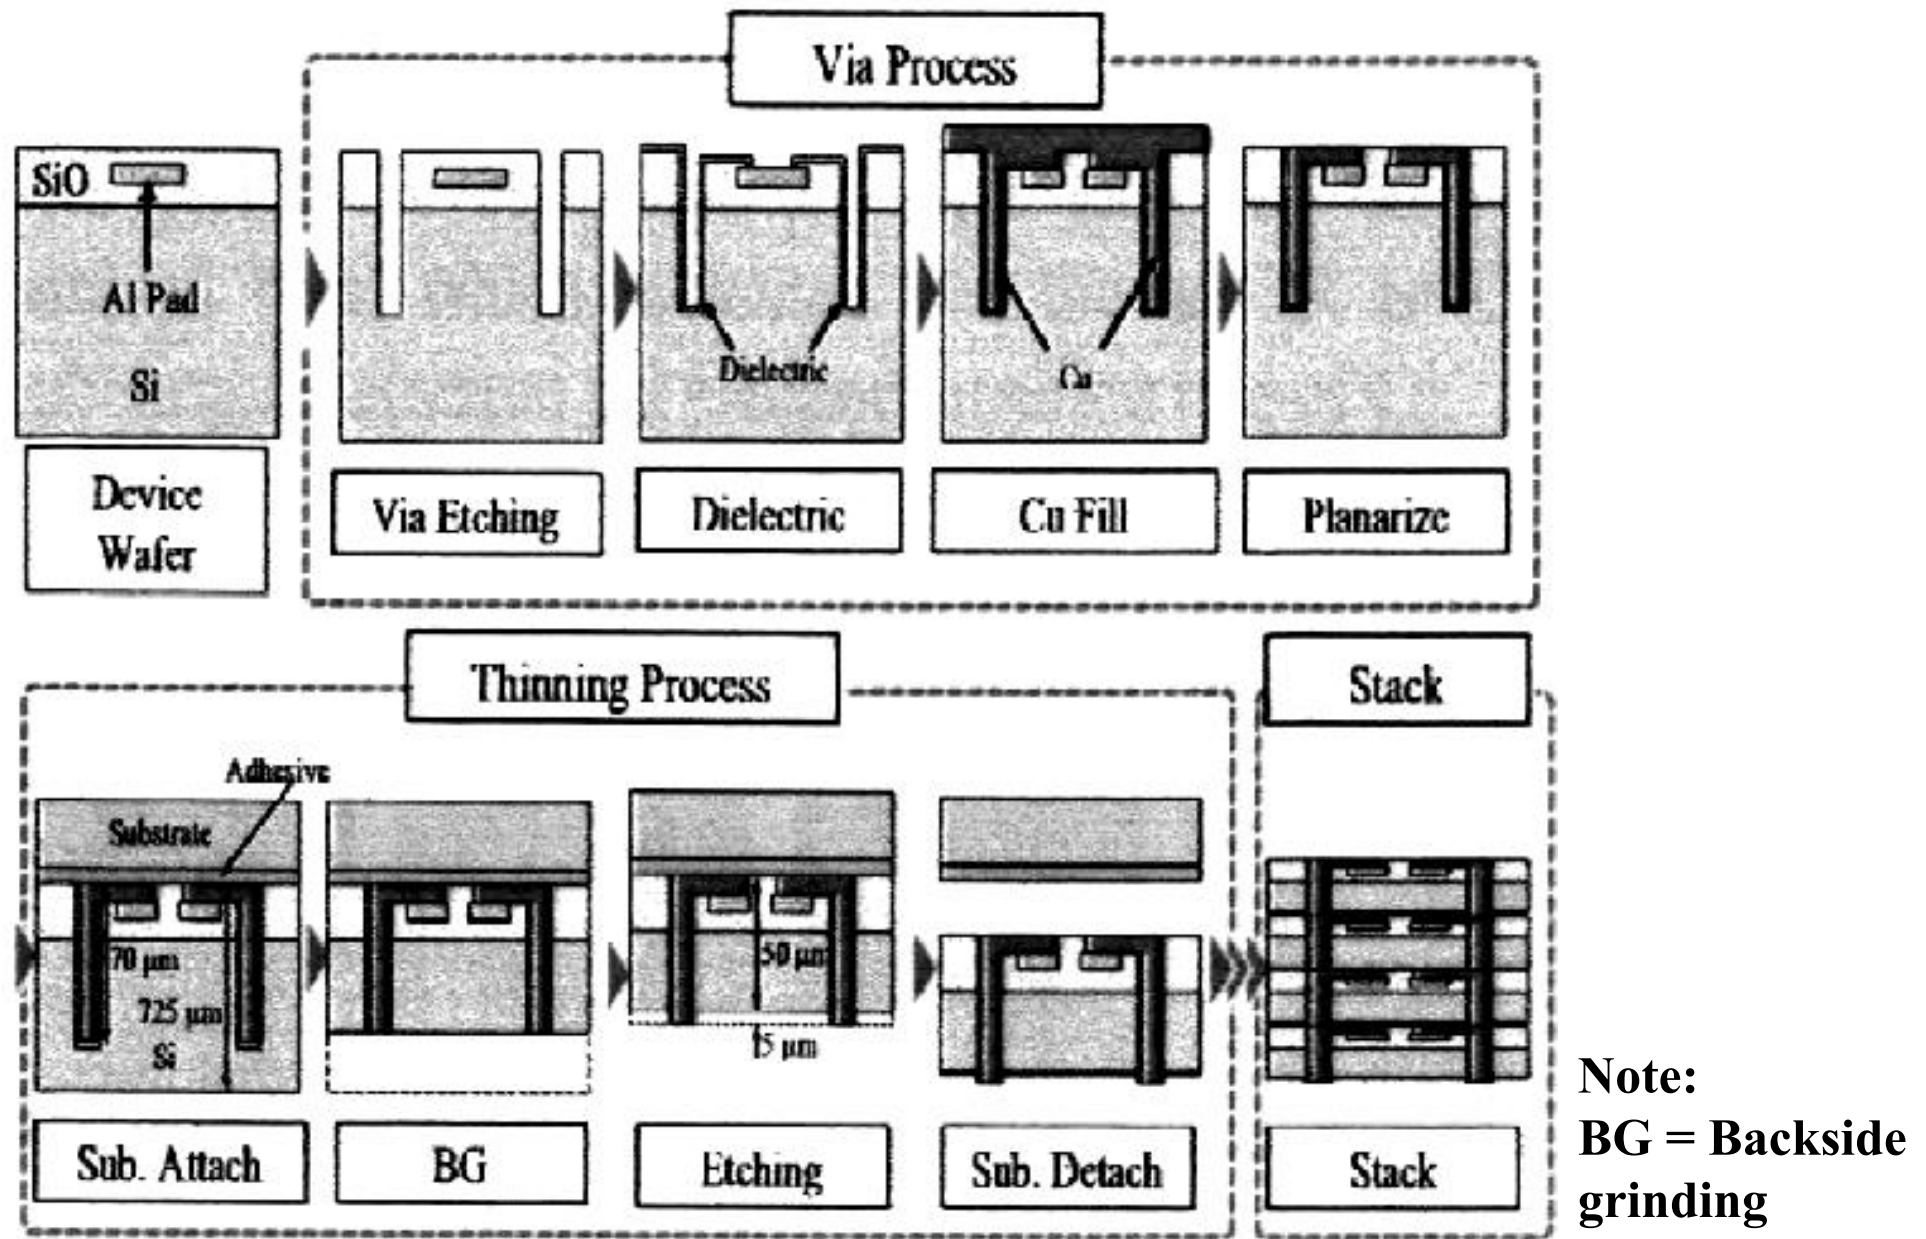 Via Process
SiO
Al Pad
Si
Dielectric
Cu
Device
Wafer
Via Etching
Dielectric
Cu Fill
Planarize
Thinning Process
Stack
Adhesive
Substrate
70 µm
725 µm
Si
50 µm
5 µm
Sub. Attach
BG
Etching
Sub. Detach
Stack
Note:
BG = Backside
grinding